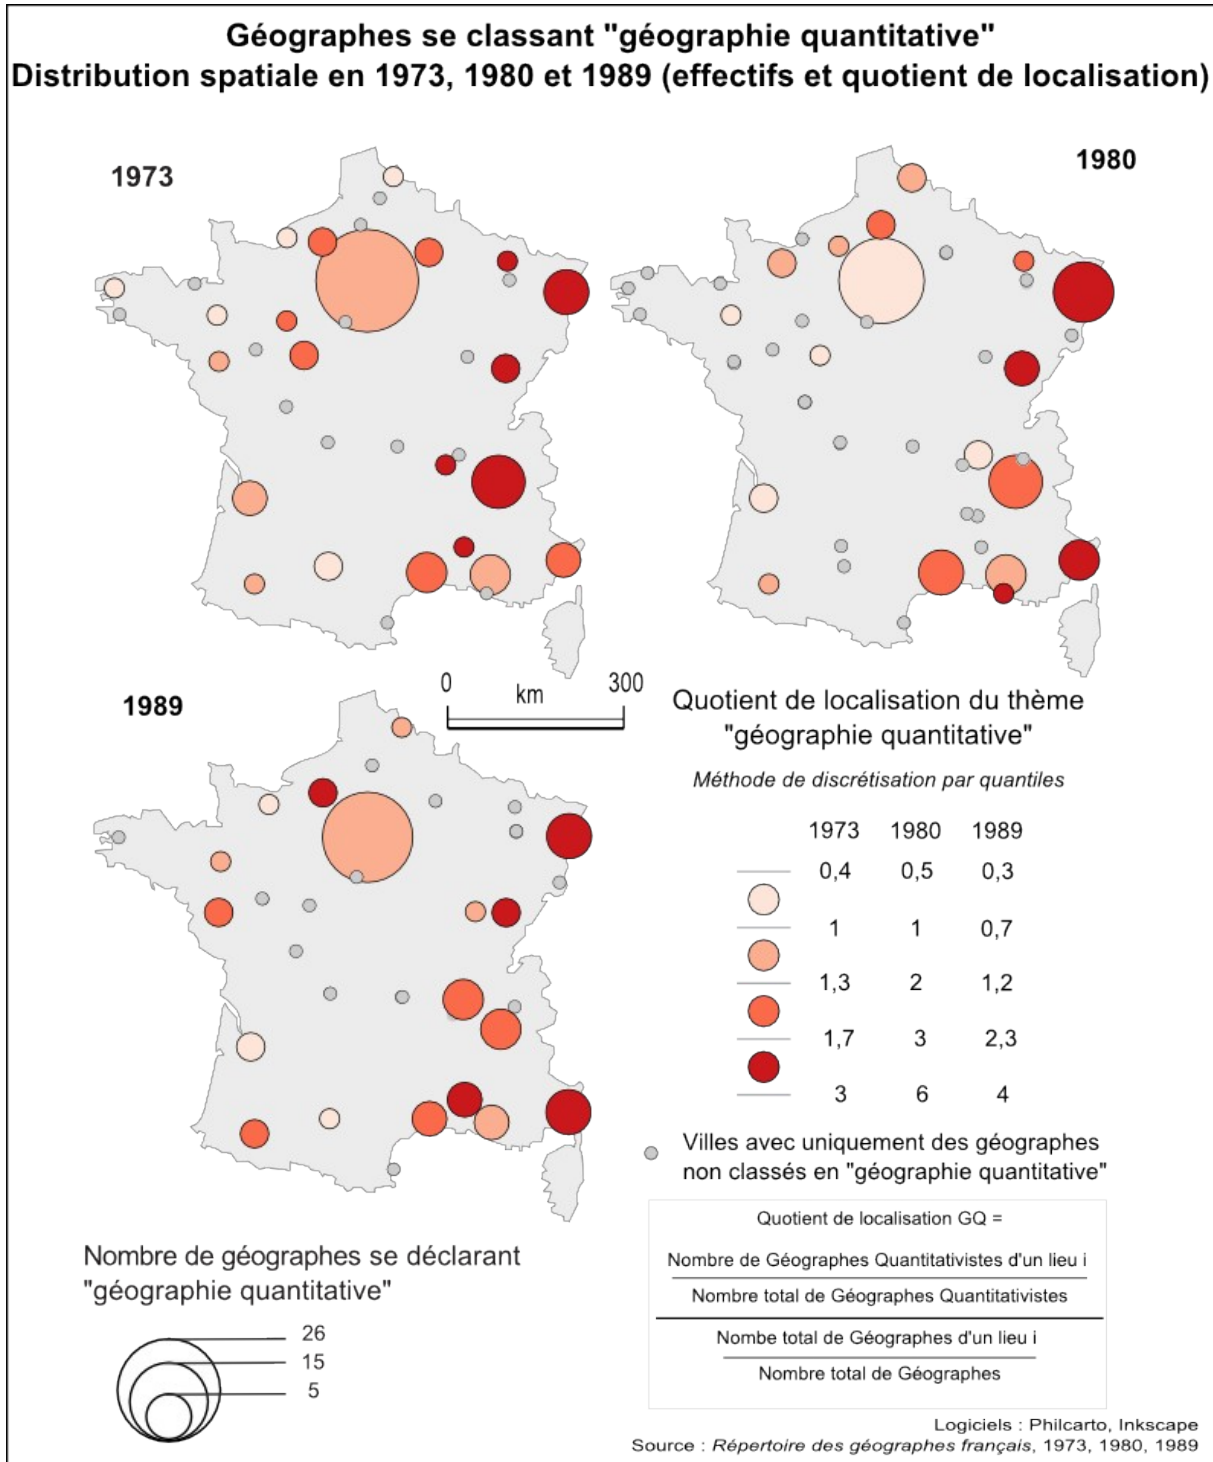 Géographes se classant "géographie quantitative"
Distribution spatiale en 1973, 1980 et 1989 (effectifs et quotient de localisation)
1973
1980
1989
0 300
km
Quotient de localisation du thème
"géographie quantitative"
Méthode de discrétisation par quantiles
1973 1980 1989
0,4 0,5 0,3
1 1 0,7
1,3 2 1,2
1,7 3 2,3
3 6 4
Villes avec uniquement des géographes
non classés en "géographie quantitative"
Nombre de géographes se déclarant
"géographie quantitative"
26
15
5
Quotient de localisation GQ =
Nombre de Géographes Quantitativistes d'un lieu i
Nombre total de Géographes Quantitativistes
Nombe total de Géographes d'un lieu i
Nombre total de Géographes
Logiciels : Philcarto, Inkscape
Source : Répertoire des géographes français, 1973, 1980, 1989